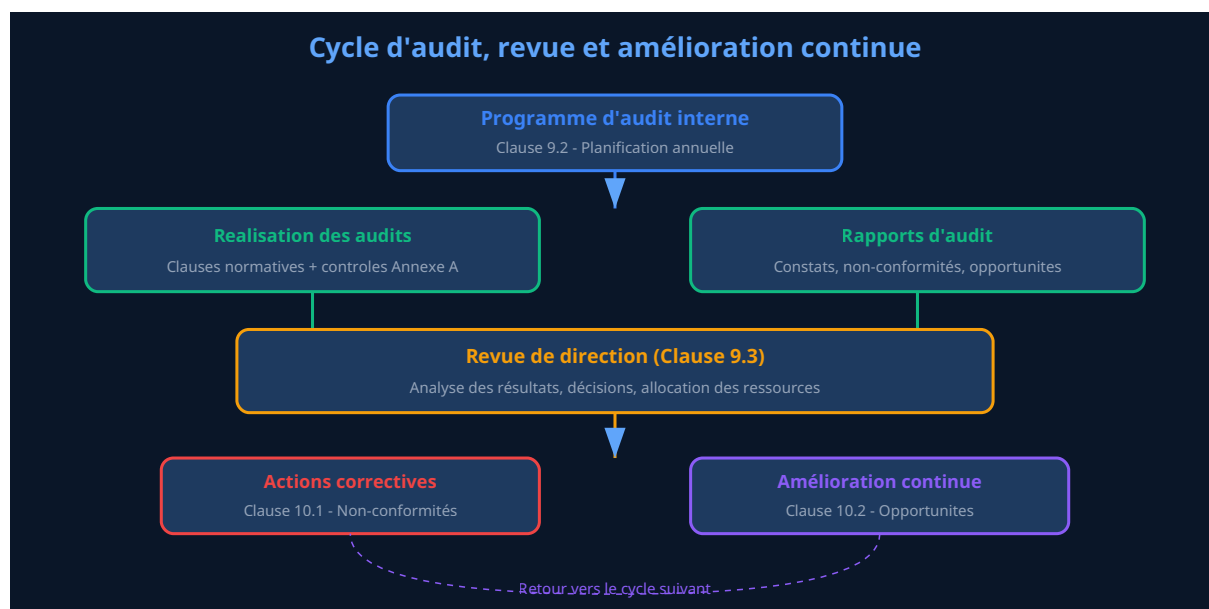 Cycle d'audit, revue et amélioration continue
Programme d'audit interne
Clause 9.2 - Planification annuelle
Realisation des audits
Clauses normatives + controles Annexe A
Rapports d'audit
Constats, non-conformités, opportunites
Revue de direction (Clause 9.3)
Analyse des résultats, décisions, allocation des ressources
Actions correctives
Clause 10.1 - Non-conformités
Amélioration continue
Clause 10.2 - Opportunites
Retour vers le cycle suivant